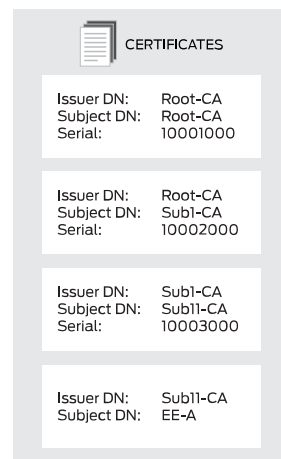 CERTIFICATES
Issuer DN: Root-CA
Subject DN: Root-CA
Serial: 10001000
Issuer DN: Root-CA
Subject DN: Sub1-CA
Serial: 10002000
Issuer DN: Sub1-CA
Subject DN: Sub11-CA
Serial: 10003000
Issuer DN: Sub11-CA
Subject DN: EE-A